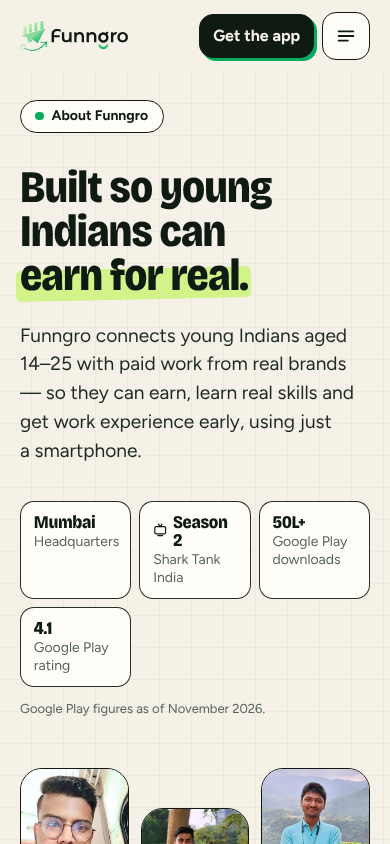 Funngro
Get the app
About Funngro
Built so young
Indians can
earn for real.
Funngro connects young Indians aged
14–25 with paid work from real brands
— so they can earn, learn real skills and
get work experience early, using just
a smartphone.
Mumbai
Headquarters
Season
2
Shark Tank
India
50L+
Google Play
downloads
4.1
Google Play
rating
Google Play figures as of November 2026.